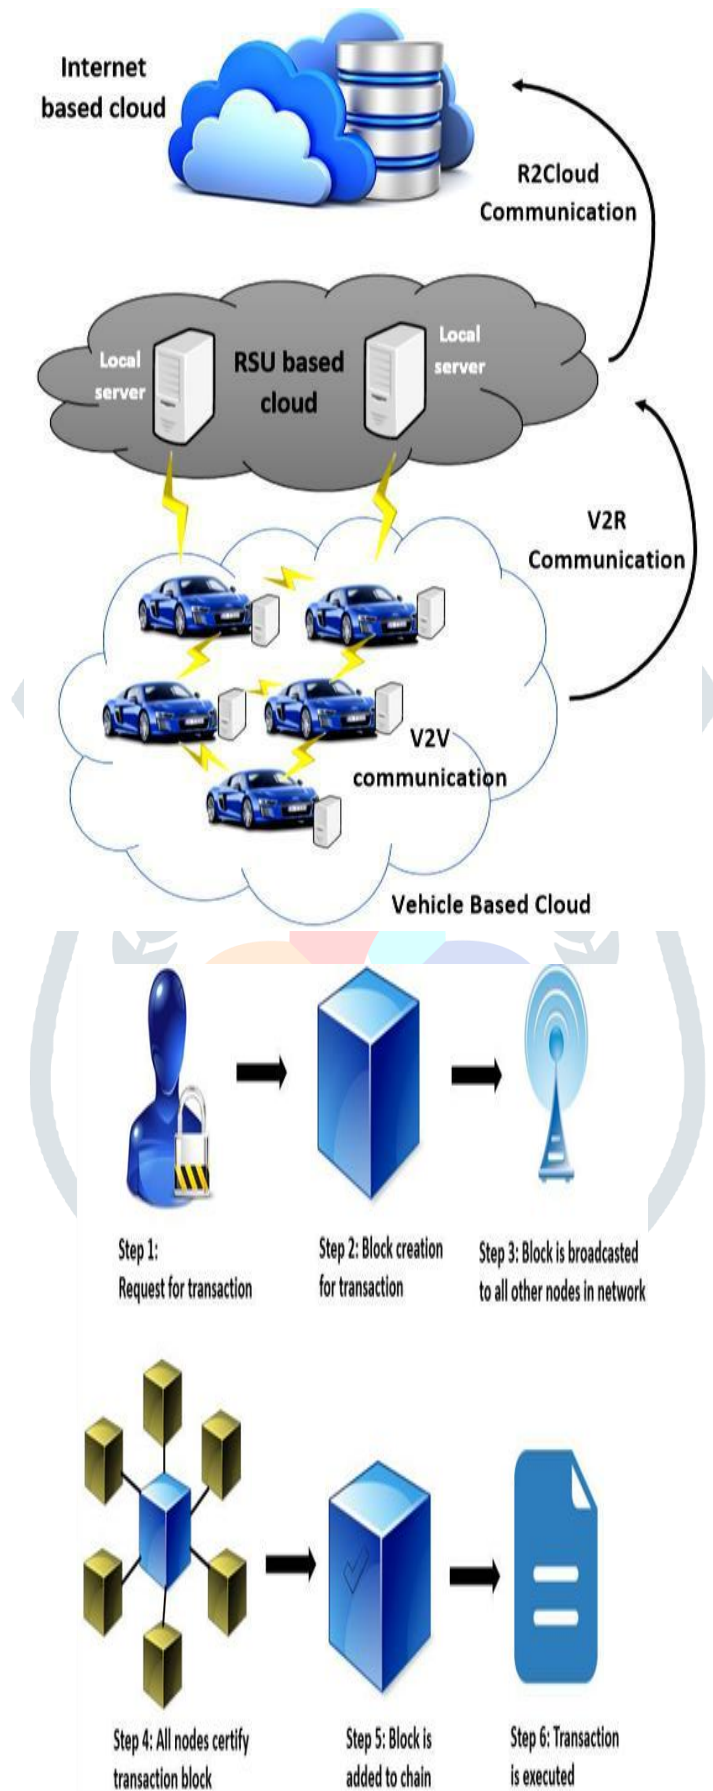 Internet
based cloud
R2Cloud
Communication
Local
server
RSU based
cloud
Local
server
V2R
Communication
V2V
communication
Vehicle Based Cloud
Step 1:
Request for transaction
Step 2: Block creation
for transaction
Step 3: Block is broadcasted
to all other nodes in network
Step 4: All nodes certify
transaction block
Step 5: Block is
added to chain
Step 6: Transaction
is executed